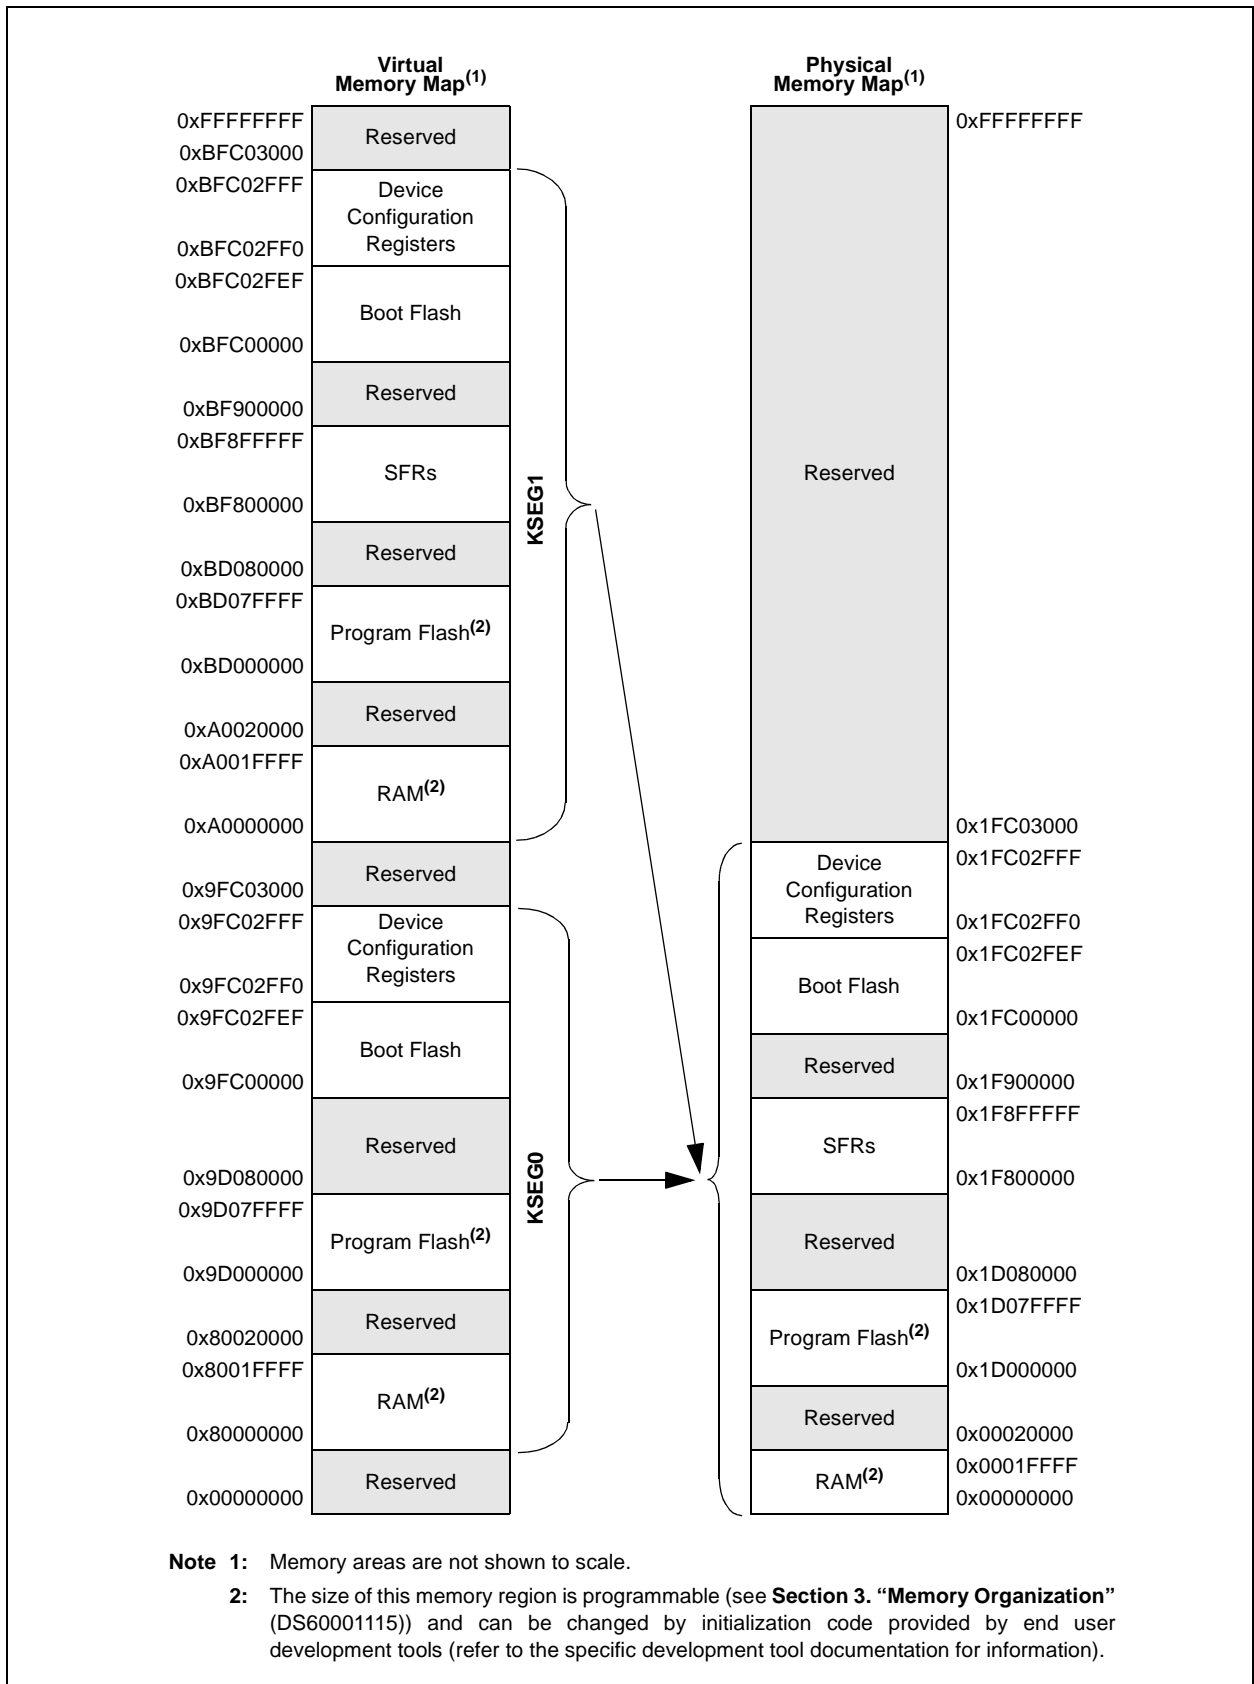 Virtual
Memory Map(1)
0xFFFFFFFF
Reserved
0xBFC03000
0xBFC02FFF
Device
Configuration
Registers
0xBFC02FF0
0xBFC02FEF
Boot Flash
0xBFC00000
Reserved
0xBF900000
0xBF8FFFFF
SFRs
0xBF800000
Reserved
0xBD080000
0xBD07FFFF
Program Flash(2)
0xBD000000
Reserved
0xA0020000
0xA001FFFF
RAM(2)
0xA0000000
KSEG1
Reserved
0x9FC03000
0x9FC02FFF
Device
Configuration
Registers
0x9FC02FF0
0x9FC02FEF
Boot Flash
0x9FC00000
Reserved
0x9D080000
0x9D07FFFF
Program Flash(2)
0x9D000000
Reserved
0x80020000
0x8001FFFF
RAM(2)
0x80000000
KSEG0
Reserved
0x00000000
Physical
Memory Map(1)
0xFFFFFFFF
Reserved
0x1FC03000
0x1FC02FFF
Device
Configuration
Registers
0x1FC02FF0
0x1FC02FEF
Boot Flash
0x1FC00000
Reserved
0x1F900000
0x1F8FFFFF
SFRs
0x1F800000
Reserved
0x1D080000
0x1D07FFFF
Program Flash(2)
0x1D000000
Reserved
0x00020000
0x0001FFFF
RAM(2)
0x00000000
Note 1: Memory areas are not shown to scale.
2: The size of this memory region is programmable (see Section 3. “Memory Organization”
(DS60001115)) and can be changed by initialization code provided by end user
development tools (refer to the specific development tool documentation for information).